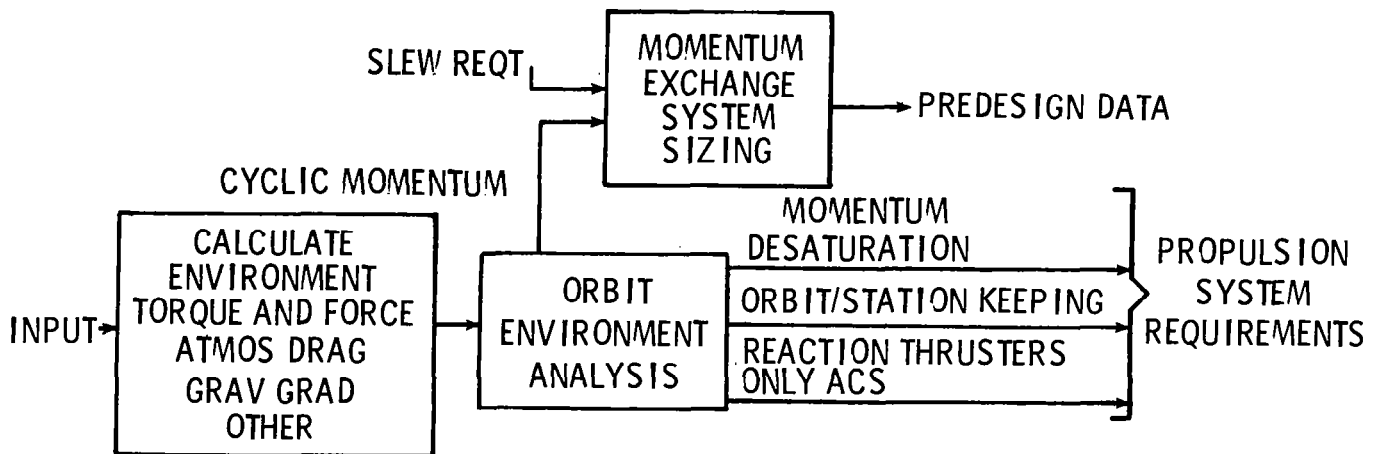 SLEW REQT
MOMENTUM
EXCHANGE
SYSTEM
SIZING
PREDESIGN DATA
CYCLIC MOMENTUM
INPUT
CALCULATE
ENVIRONMENT
TORQUE AND FORCE
ATMOS DRAG
GRAV GRAD
OTHER
ORBIT
ENVIRONMENT
ANALYSIS
MOMENTUM
DESATURATION
ORBIT/STATION KEEPING
REACTION THRUSTERS
ONLY ACS
PROPULSION
SYSTEM
REQUIREMENTS